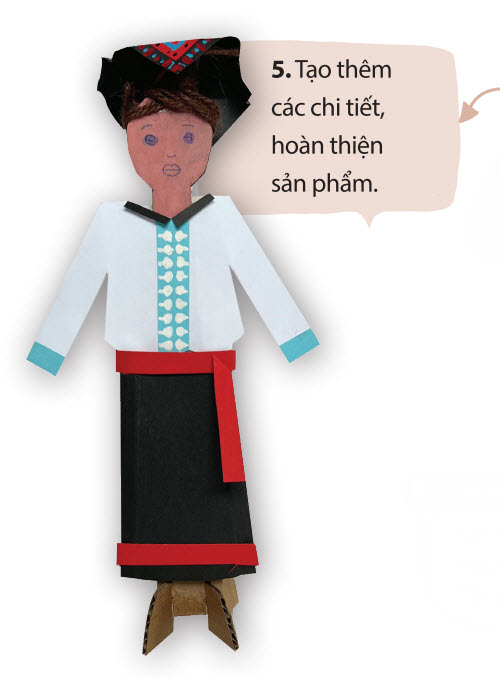 5. Tạo thêm
các chi tiết,
hoàn thiện
sản phẩm.